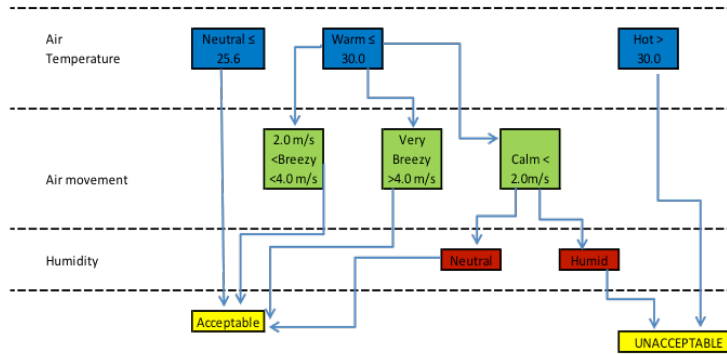 Air
Temperature
Neutral ≤
25.6
Warm ≤
30.0
Hot >
30.0
Air movement
2.0 m/s
<Breezy
<4.0 m/s
Very
Breezy
>4.0 m/s
Calm <
2.0m/s
Humidity
Neutral
Humid
Acceptable
UNACCEPTABLE